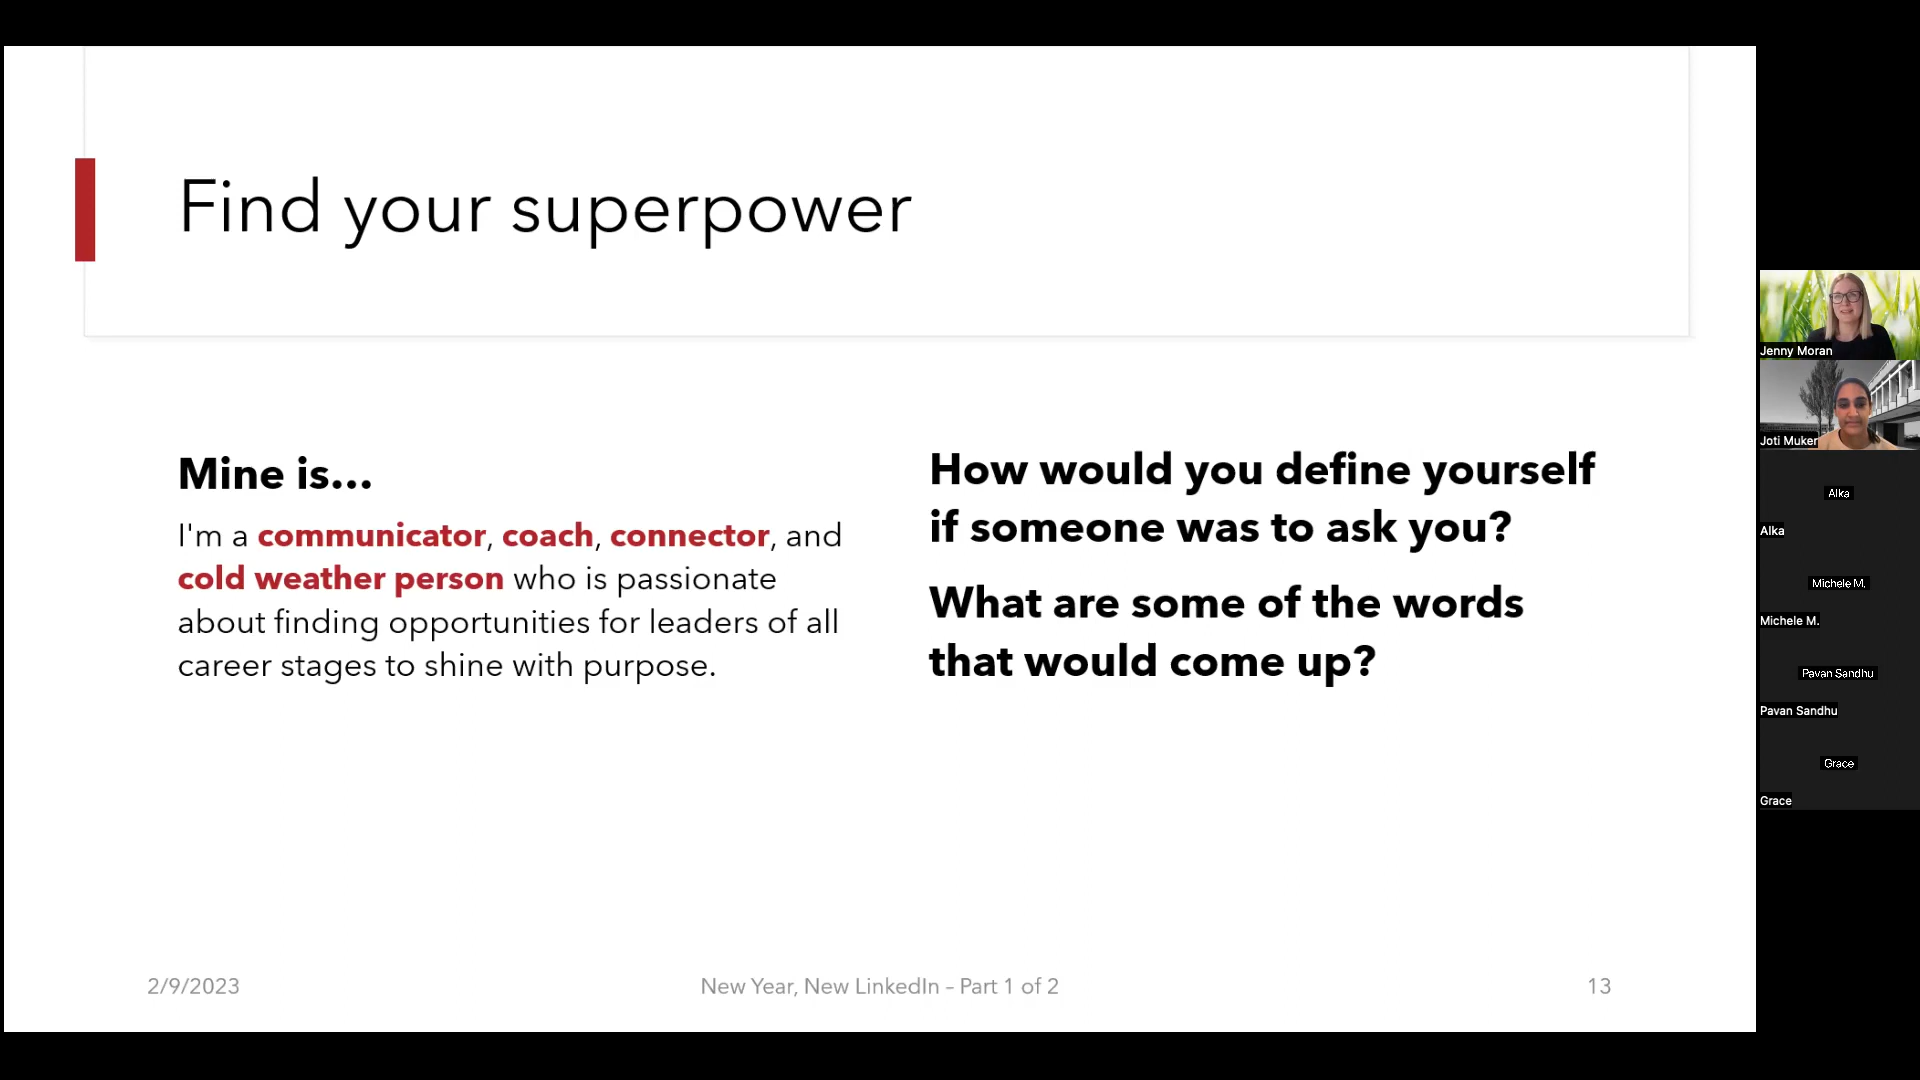 Find your superpower
Mine is...
I'm a communicator, coach, connector, and
cold weather person who is passionate
about finding opportunities for leaders of all
career stages to shine with purpose.
How would you define yourself
if someone was to ask you?
What are some of the words
that would come up?
2/9/2023
New Year, New LinkedIn – Part 1 of 2
13
Jenny Moran
Joti Muker
Alka
Alka
Michele M.
Michele M.
Pavan Sandhu
Pavan Sandhu
Grace
Grace